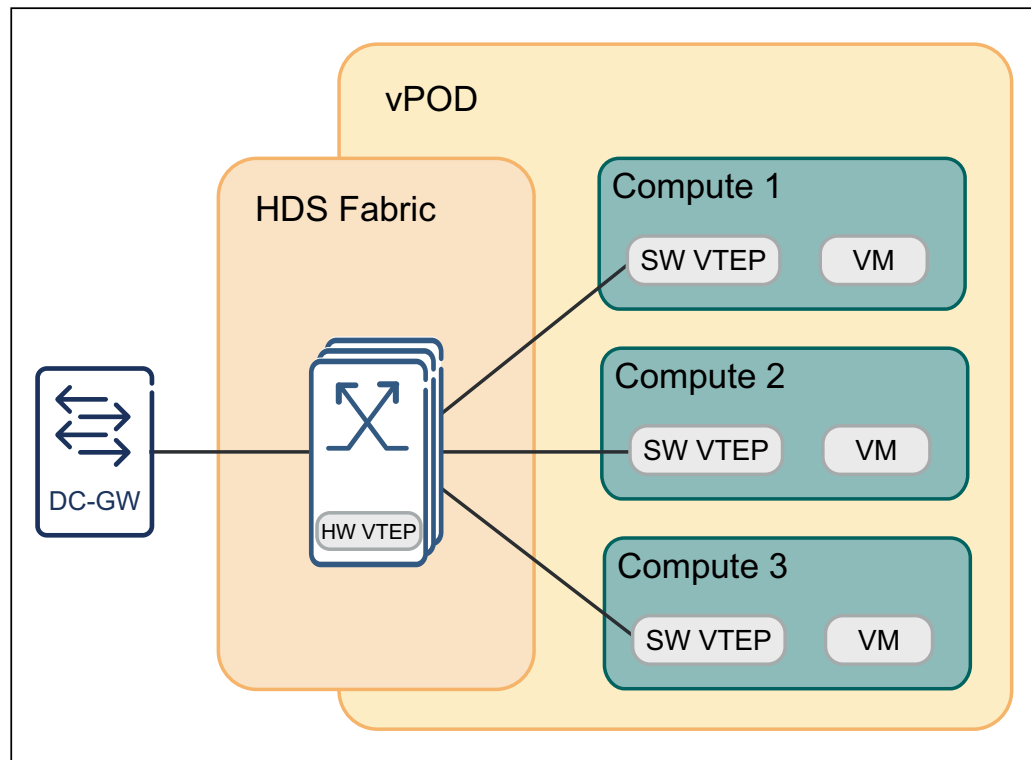 vPOD
HDS Fabric
Compute 1
SW VTEP
VM
Compute 2
SW VTEP
VM
DC-GW
HW VTEP
Compute 3
SW VTEP
VM